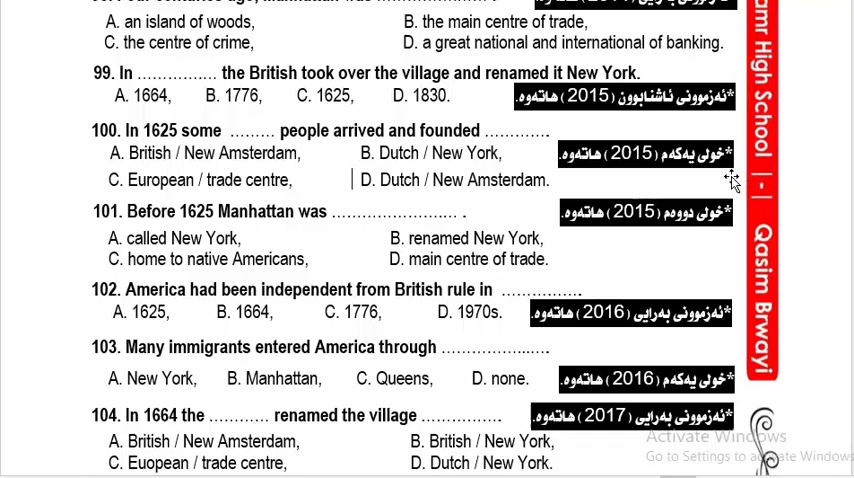 A. an island of woods, B. the main centre of trade,
C. the centre of crime, D. a great national and international of banking.
99. In ................ the British took over the village and renamed it New York.
A. 1664, B. 1776, C. 1625, D. 1830. *ئەزموونی ئاشنابوون (2015) هاتەوە.
100. In 1625 some ......... people arrived and founded .............
A. British / New Amsterdam, B. Dutch / New York, *خولی یەکەم (2015) هاتەوە.
C. European / trade centre, D. Dutch / New Amsterdam.
101. Before 1625 Manhattan was ......................... . *خولی دووەم (2015) هاتەوە.
A. called New York, B. renamed New York,
C. home to native Americans, D. main centre of trade.
102. America had been independent from British rule in ................
A. 1625, B. 1664, C. 1776, D. 1970s. *ئەزموونی بەرایی (2016) هاتەوە.
103. Many immigrants entered America through ......................
A. New York, B. Manhattan, C. Queens, D. none. *خولی یەکەم (2016) هاتەوە.
104. In 1664 the ............ renamed the village ................ *ئەزموونی بەرایی (2017) هاتەوە.
A. British / New Amsterdam, B. British / New York,
C. Euopean / trade centre, D. Dutch / New York.
amr High School |-| Qasim Brwayi
Activate Windows
Go to Settings to activate Windows